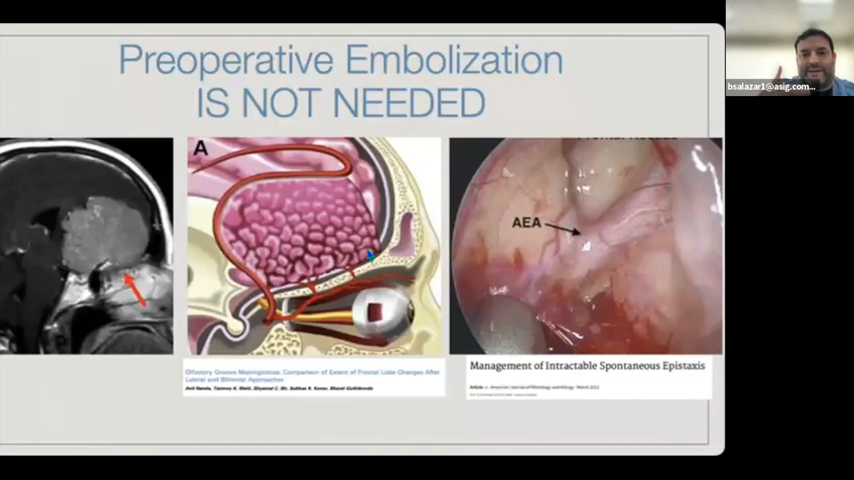 Preoperative Embolization
IS NOT NEEDED
bsalazar1@asig.com...
A
AEA
Olfactory Groove Meningiomas: Comparison of Extent of Frontal Lobe Changes After
Lateral and Bifrontal Approaches
Management of Intractable Spontaneous Epistaxis